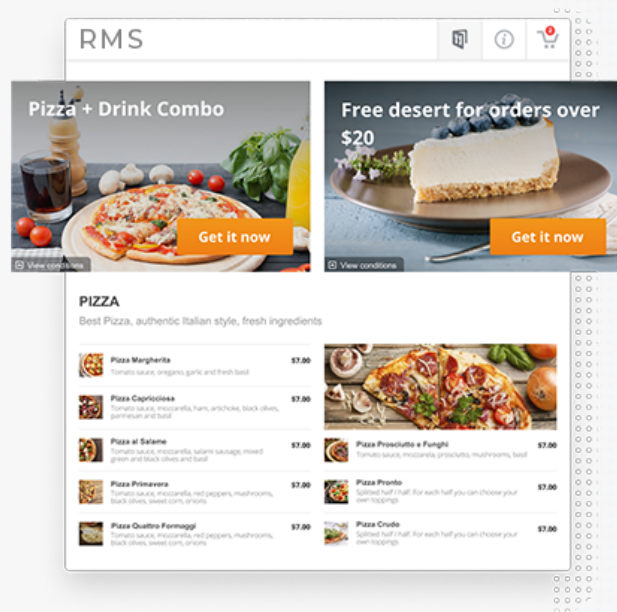 RMS
3
Pizza + Drink Combo
Get it now
View conditions
Free desert for orders over
$20
Get it now
View conditions
PIZZA
Best Pizza, authentic Italian style, fresh ingredients
Pizza Margherita $7.00
Tomato sauce, oregano, garlic and fresh basil
Pizza Capricciosa $7.00
Tomato sauce, mozzarella, ham, artichoke, black olives,
parmesan and basil
Pizza al Salame $7.00
Tomato sauce, mozzarella, salami sausage, mixed
green and black olives and basil
Pizza Primavera $7.00
Tomato sauce, mozzarella, red peppers, mushrooms,
black olives, sweet corn, onions
Pizza Quattro Formaggi $7.00
Tomato sauce, mozzarella, red peppers, mushrooms,
black olives, sweet corn, onions
Pizza Prosciutto e Funghi $7.00
Tomato sauce, mozzarela, prosciutto, mushrooms, basil
Pizza Pronto $7.00
Splitted half / half. For each half you can choose your
own toppings
Pizza Crudo $7.00
Splitted half / half. For each half you can choose your
own toppings